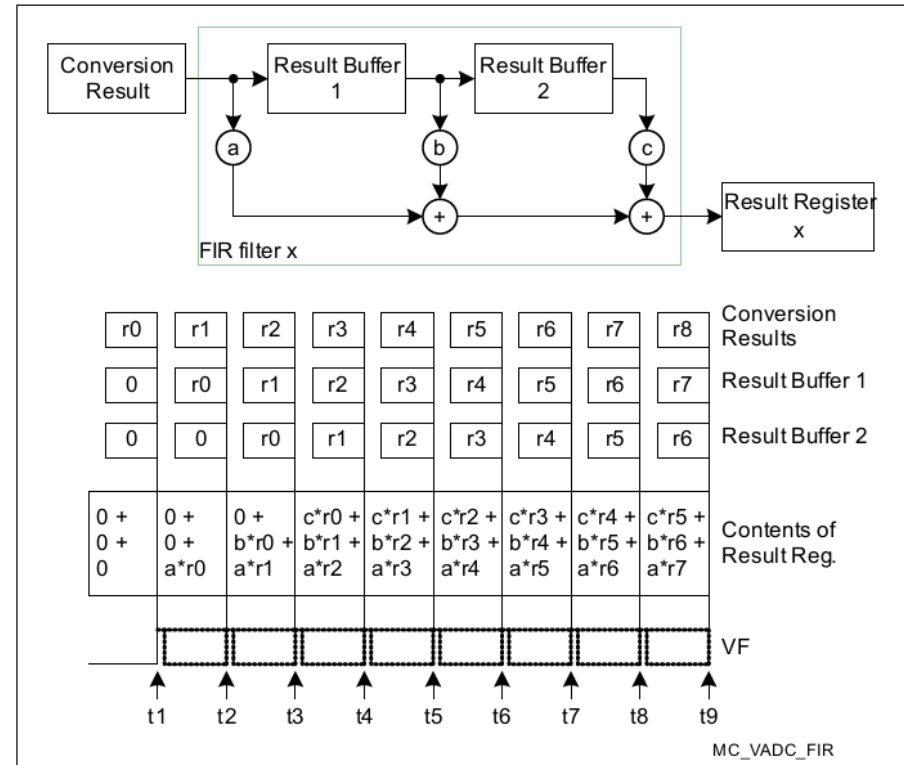 Conversion
Result
Result Buffer
1
Result Buffer
2
a
b
c
+
+
Result Register
x
FIR filter x
r0 r1 r2 r3 r4 r5 r6 r7 r8
Conversion
Results
0 r0 r1 r2 r3 r4 r5 r6 r7 Result Buffer 1
0 0 r0 r1 r2 r3 r4 r5 r6 Result Buffer 2
0 + 0 + 0 + c*r0 + c*r1 + c*r2 + c*r3 + c*r4 + c*r5 +
0 + 0 + b*r0 + b*r1 + b*r2 + b*r3 + b*r4 + b*r5 + b*r6 +
0 a*r0 a*r1 a*r2 a*r3 a*r4 a*r5 a*r6 a*r7
Contents of
Result Reg.
VF
t1 t2 t3 t4 t5 t6 t7 t8 t9
MC_VADC_FIR